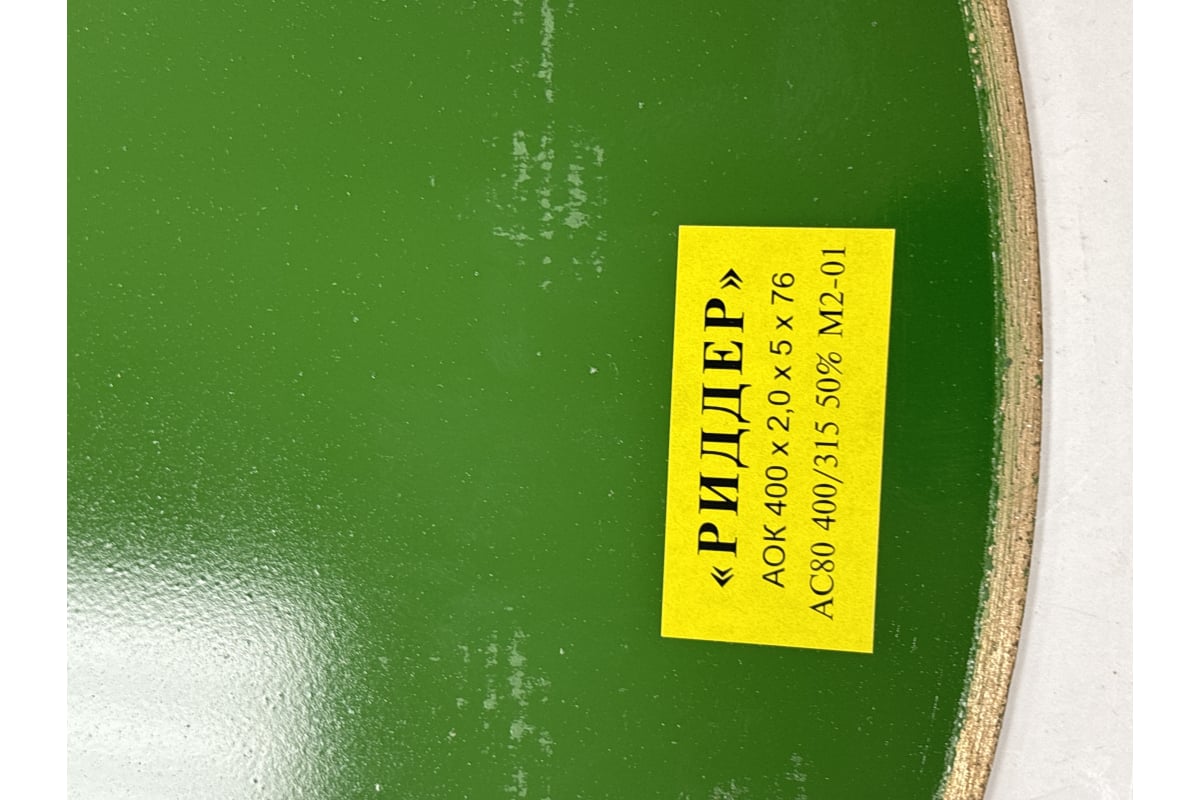 «РИДДЕР»
АОК 400 x 2,0 x 5 x 76
АС80 400/315 50% М2-01